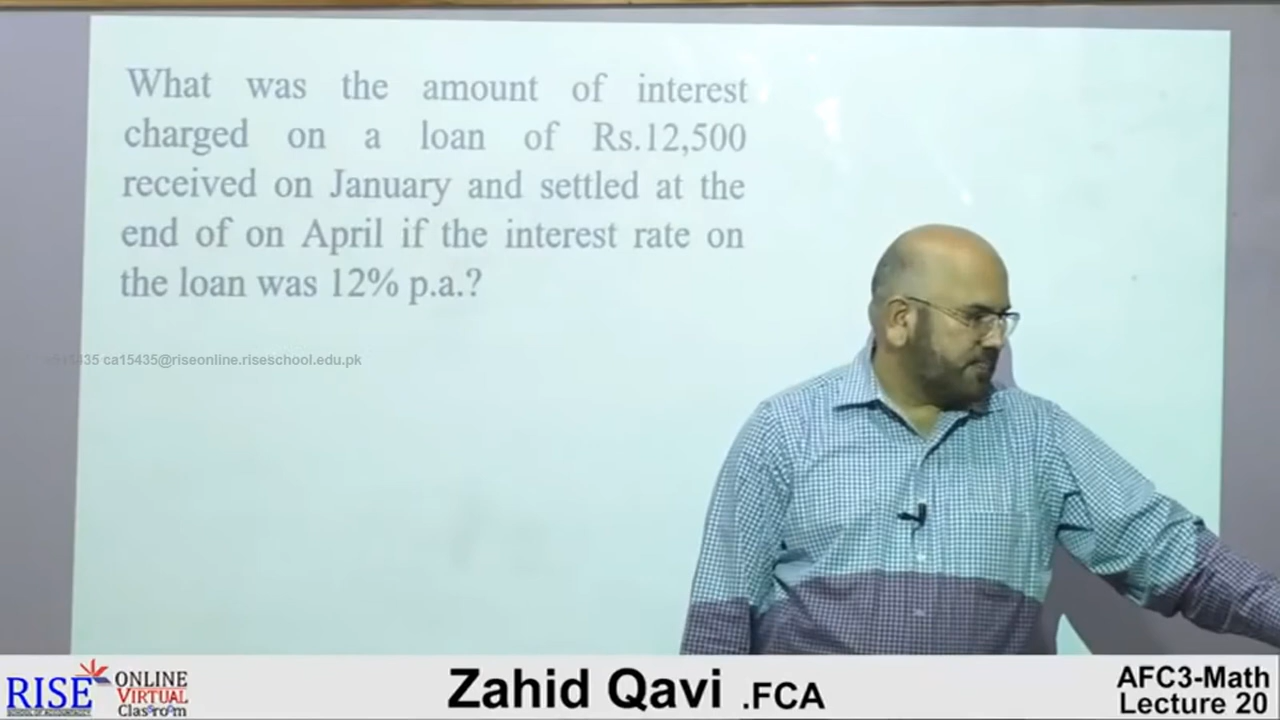 What was the amount of interest
charged on a loan of Rs.12,500
received on January and settled at the
end of on April if the interest rate on
the loan was 12% p.a.?
ca15435@riseonline.riseschool.edu.pk
RISE
ONLINE
VIRTUAL
Classroom
Zahid Qavi .FCA
AFC3-Math
Lecture 20